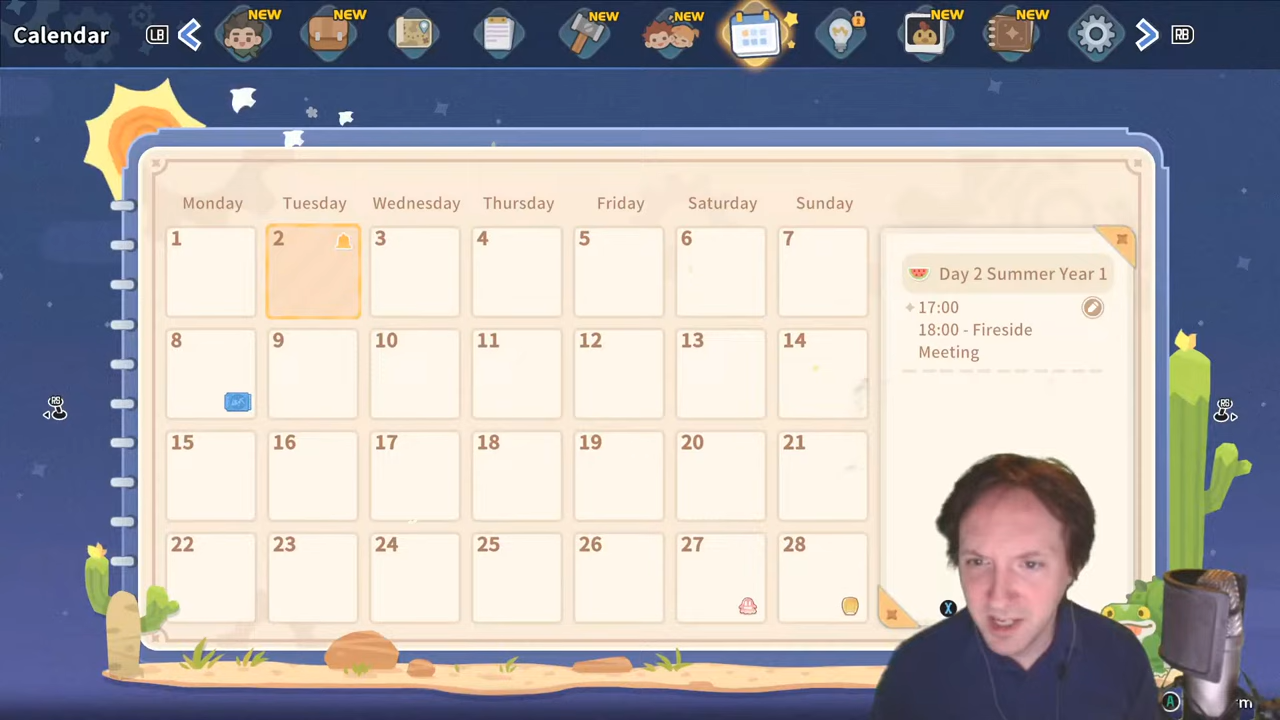 Calendar
LB
NEW
NEW
NEW
NEW
NEW
NEW
RB
Monday
Tuesday
Wednesday
Thursday
Friday
Saturday
Sunday
1
2
3
4
5
6
7
8
9
10
11
12
13
14
15
16
17
18
19
20
21
22
23
24
25
26
27
28
Day 2 Summer Year 1
17:00
18:00 - Fireside
Meeting
RS
RS
X
A